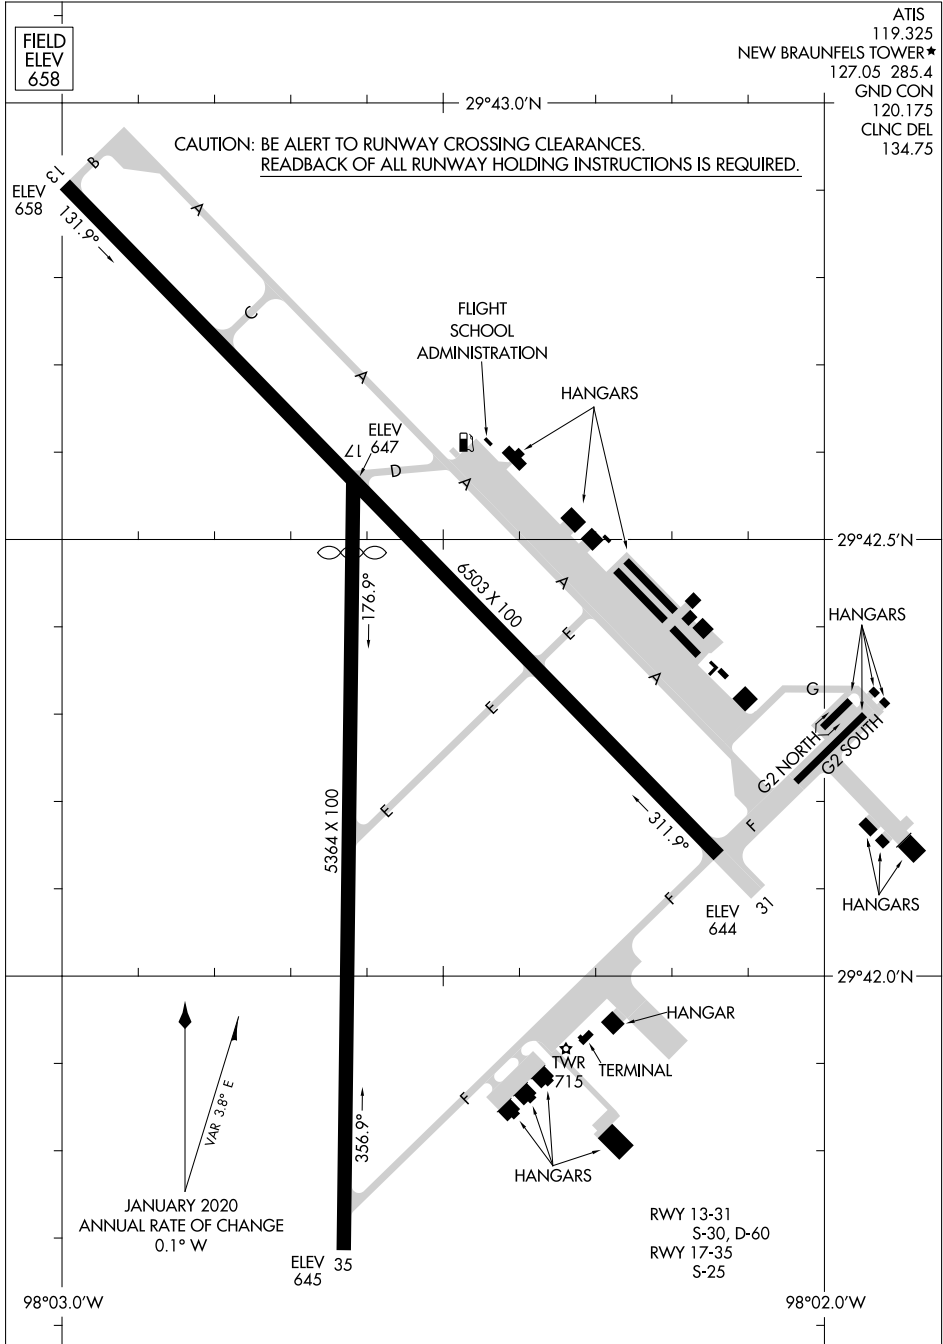 FIELD
ELEV
658
ATIS
119.325
NEW BRAUNFELS TOWER★
127.05 285.4
GND CON
120.175
CLNC DEL
134.75
29°43.0'N
CAUTION: BE ALERT TO RUNWAY CROSSING CLEARANCES.
READBACK OF ALL RUNWAY HOLDING INSTRUCTIONS IS REQUIRED.
13
B
ELEV
658
131.9°
A
C
A
FLIGHT
SCHOOL
ADMINISTRATION
HANGARS
ELEV
647
17
D
A
29°42.5'N
176.9°
6503 X 100
A
E
HANGARS
A
G
E
G2 NORTH
G2 SOUTH
E
5364 X 100
311.9°
F
F
31
ELEV
644
HANGARS
29°42.0'N
HANGAR
TWR
715
TERMINAL
F
VAR 3.8° E
356.9°
HANGARS
JANUARY 2020
ANNUAL RATE OF CHANGE
0.1° W
RWY 13-31
S-30, D-60
RWY 17-35
S-25
ELEV
645
35
98°03.0'W
98°02.0'W